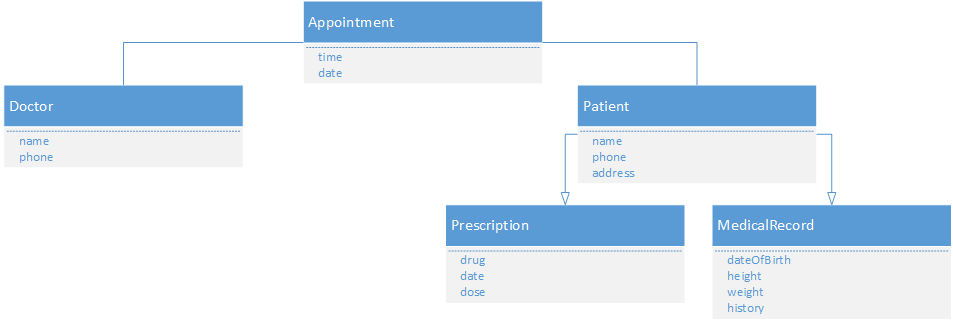 Appointment
time
date
Doctor
name
phone
Patient
name
phone
address
Prescription
drug
date
dose
MedicalRecord
dateOfBirth
height
weight
history